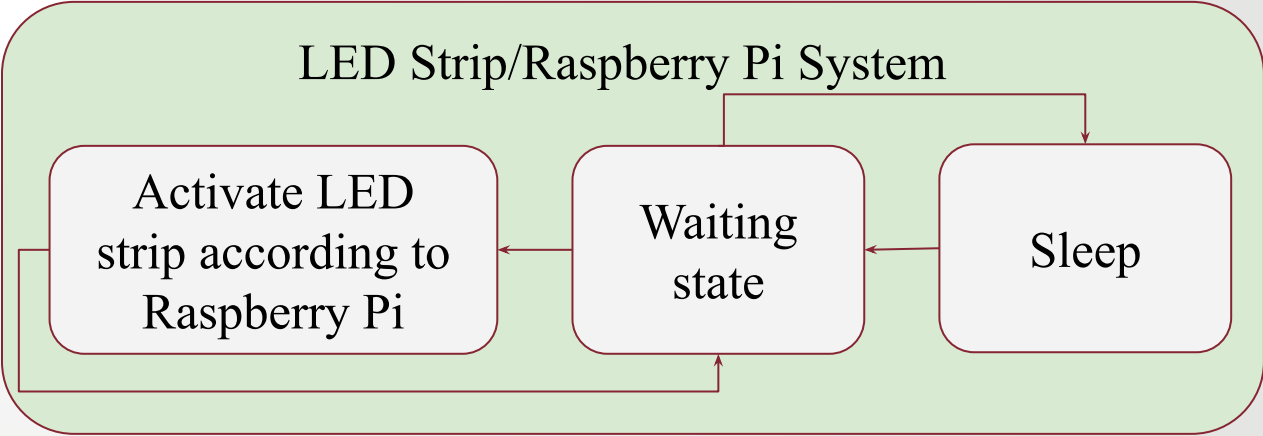 LED Strip/Raspberry Pi System
Activate LED
strip according to
Raspberry Pi
Waiting
state
Sleep